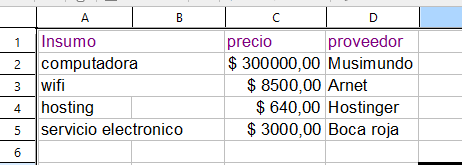 A B C D
1 Insumo precio proveedor
2 computadora $ 300000,00 Musimundo
3 wifi $ 8500,00 Arnet
4 hosting $ 640,00 Hostinger
5 servicio electronico $ 3000,00 Boca roja
6